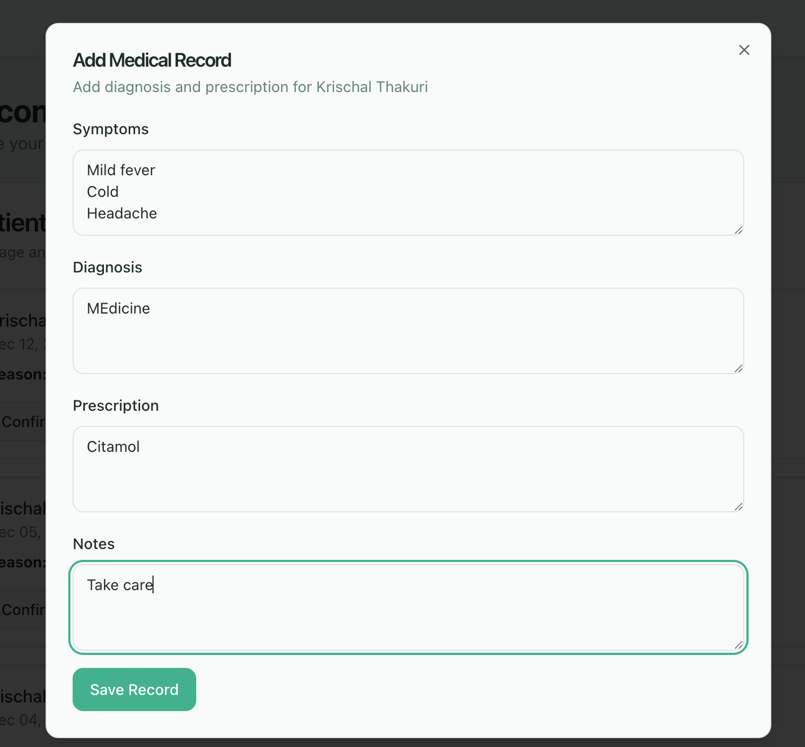 Add Medical Record
Add diagnosis and prescription for Krischal Thakuri
Symptoms
Mild fever
Cold
Headache
Diagnosis
MEdicine
Prescription
Citamol
Notes
Take care
Save Record